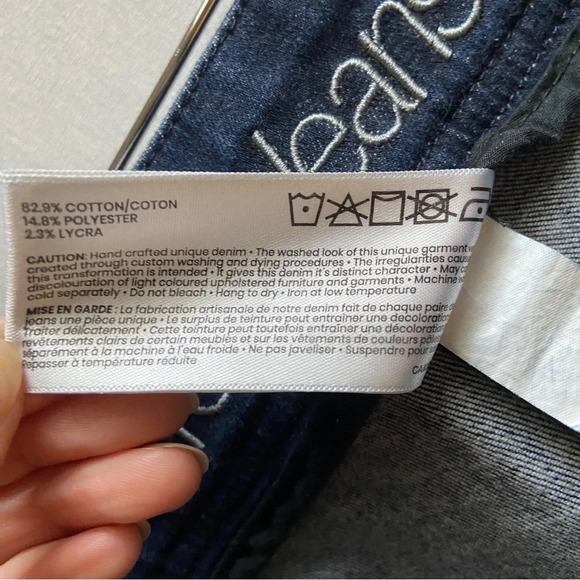 Jeans
82.9% COTTON/COTON
14.8% POLYESTER
2.3% LYCRA
CAUTION: Hand crafted unique denim • The washed look of this unique garment
created through custom washing and dying procedures • The irregularities
this transformation is intended • It gives this denim it's distinct character • May
discolouration of light coloured upholstered furniture and garments • Machine
cold separately • Do not bleach • Hang to dry • Iron at low temperature
MISE EN GARDE : La fabrication artisanale de notre denim fait de chaque paire
jeans une pièce unique • Le surplus de teinture peut entraîner une décoloration
Traiter délicatement • Cette teinture peut toutefois entraîner une décoloration
revêtements clairs de certain meubles et sur les vêtements de couleurs
séparément à la machine à l'eau froide • Ne pas javeliser • Suspendre pour
Repasser à température réduite